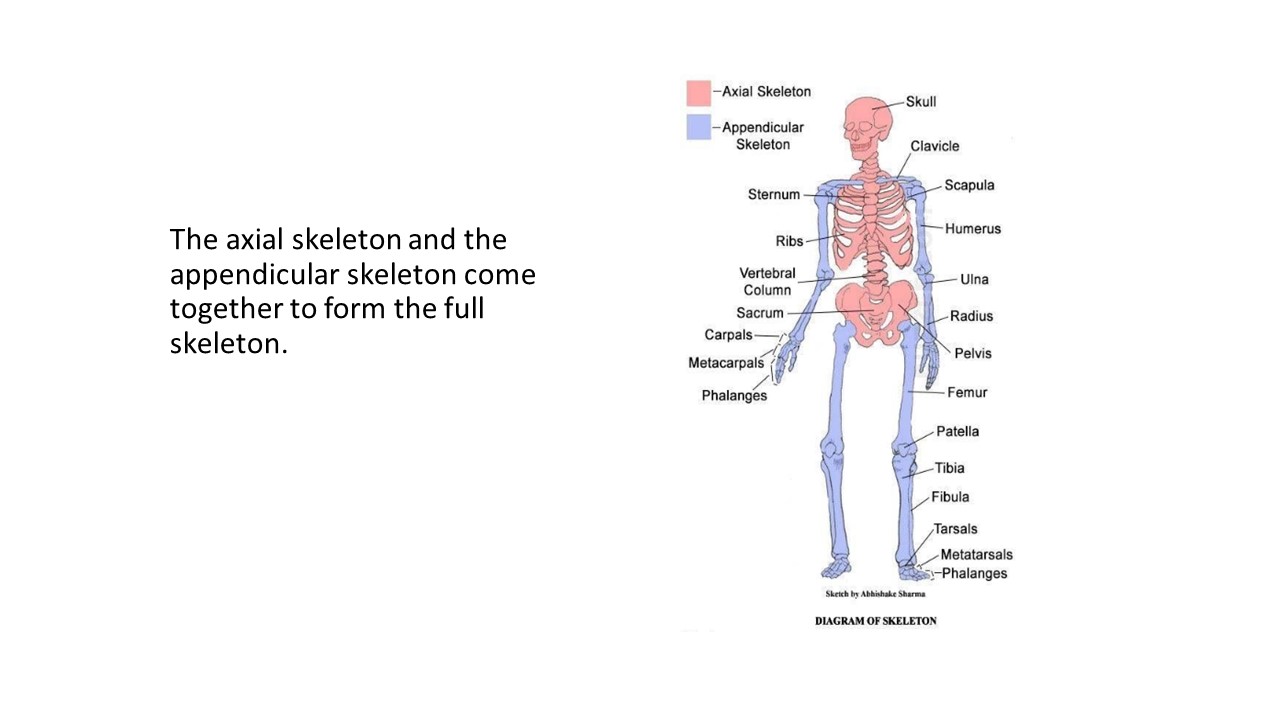 The axial skeleton and the
appendicular skeleton come
together to form the full
skeleton.
Axial Skeleton
Appendicular
Skeleton
Skull
Clavicle
Sternum
Scapula
Humerus
Ribs
Vertebral
Column
Ulna
Sacrum
Radius
Carpals
Pelvis
Metacarpals
Phalanges
Femur
Patella
Tibia
Fibula
Tarsals
Metatarsals
Phalanges
Sketch by Abhishake Sharma
DIAGRAM OF SKELETON